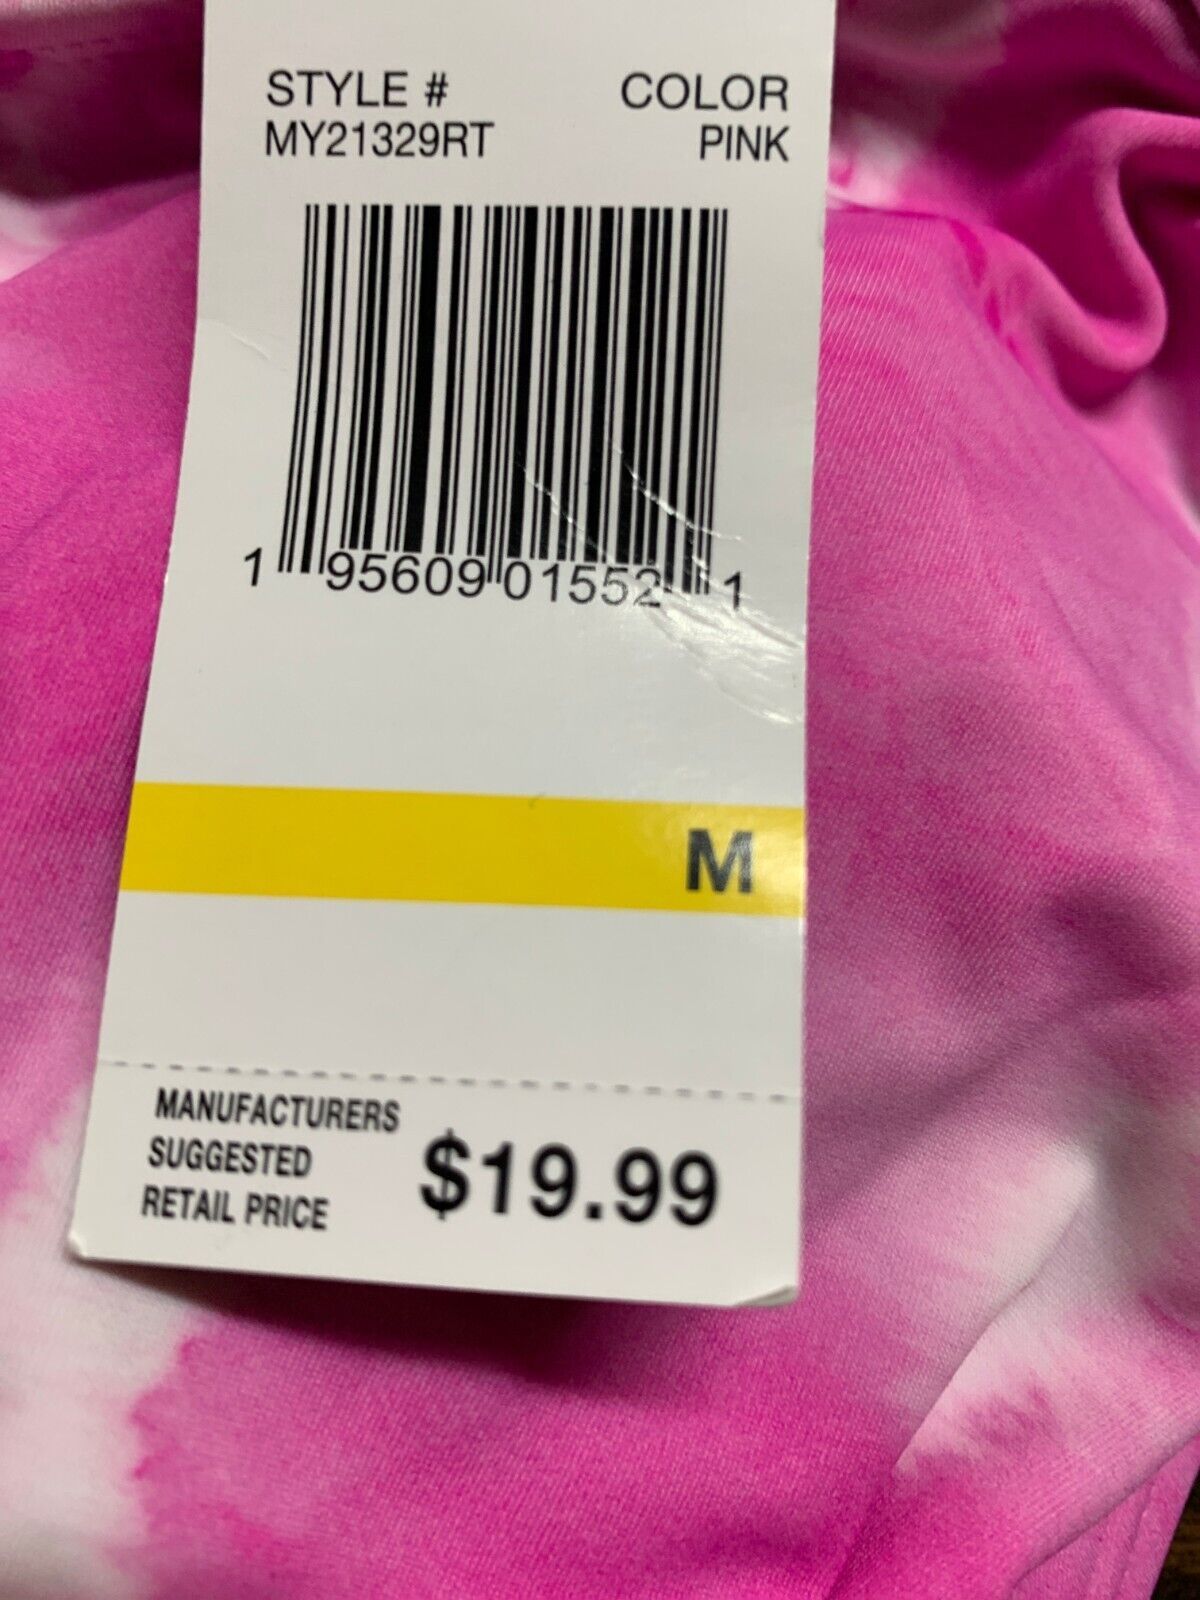 STYLE # COLOR
MY21329RT PINK
1 95609 01552 1
M
MANUFACTURERS
SUGGESTED
RETAIL PRICE
$19.99